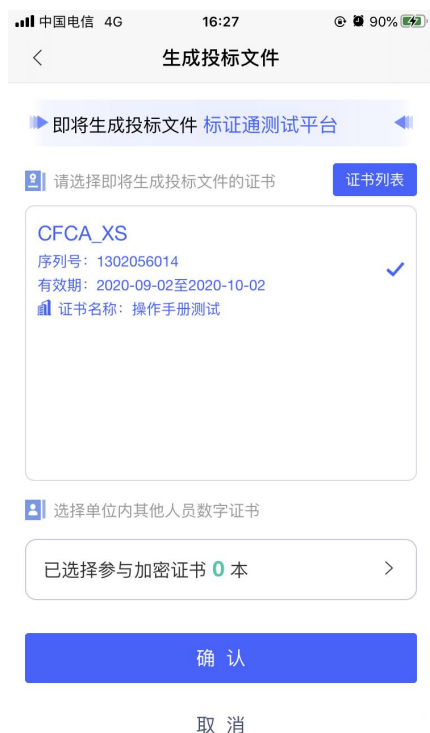 中国电信 4G 16:27 90%
生成投标文件
即将生成投标文件 标证通测试平台
请选择即将生成投标文件的证书 证书列表
CFCA_XS
序列号：1302056014
有效期：2020-09-02至2020-10-02
证书名称：操作手册测试
选择单位内其他人员数字证书
已选择参与加密证书 0 本
确 认
取 消